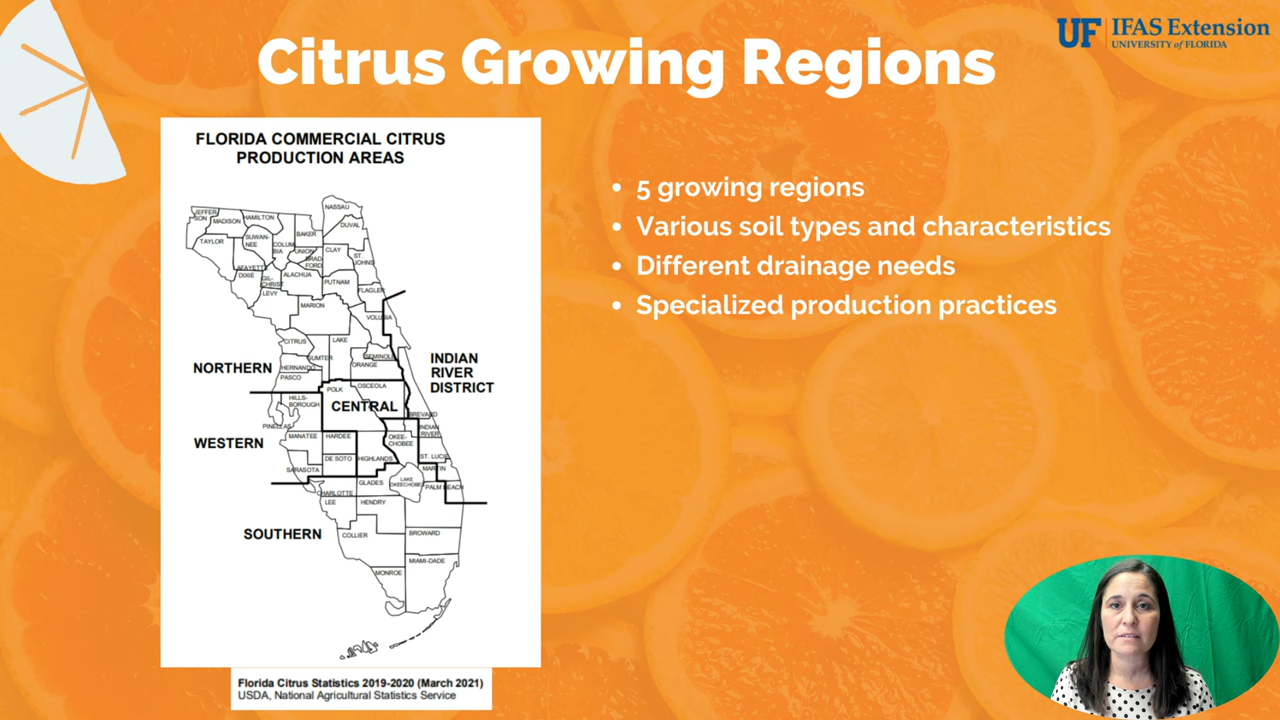 Citrus Growing Regions
UF | IFAS Extension
UNIVERSITY of FLORIDA
FLORIDA COMMERCIAL CITRUS
PRODUCTION AREAS
NASSAU
JEFFER
SON
MADISON
HAMILTON
DUVAL
TAYLOR
SUWAN-
NEE
COLUM
BIA
BAKER
UNION
BRAD
FORD
CLAY
ST.
JOHNS
LAFAYETTE
DIXIE
GIL-
CHRIST
ALACHUA
PUTNAM
LEVY
FLAGLER
MARION
VOLUSIA
CITRUS
LAKE
SUMTER
SEMINOLE
ORANGE
HERNANDO
PASCO
NORTHERN
INDIAN
RIVER
DISTRICT
POLK
OSCEOLA
HILLS-
BOROUGH
CENTRAL
BREVARD
PINELLAS
INDIAN
RIVER
WESTERN
MANATEE
HARDEE
OKEE-
CHOBEE
DE SOTO
HIGHLANDS
ST. LUCIE
SARASOTA
MARTIN
GLADES
LAKE
OKEECHOBEE
PALM BEACH
CHARLOTTE
LEE
HENDRY
SOUTHERN
COLLIER
BROWARD
MIAMI-DADE
MONROE
Florida Citrus Statistics 2019-2020 (March 2021)
USDA, National Agricultural Statistics Service
• 5 growing regions
• Various soil types and characteristics
• Different drainage needs
• Specialized production practices